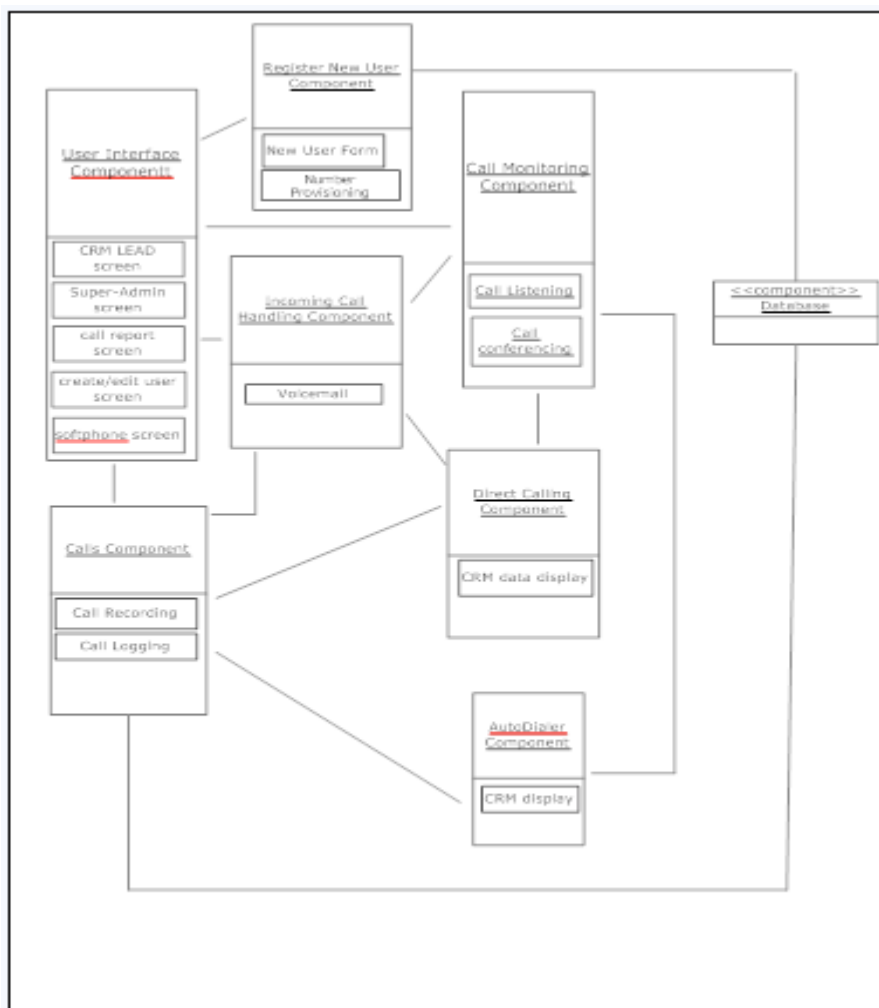 Register New User
Component
New User Form
Number
Provisioning
User Interface
Componentt
CRM LEAD
screen
Super-Admin
screen
call report
screen
create/edit user
screen
softphone screen
Call Monitoring
Component
Call Listening
Call
conferencing
Incoming Call
Handling Component
Voicemail
<<component>>
Database
Direct Calling
Component
CRM data display
Calls Component
Call Recording
Call Logging
AutoDialer
Component
CRM display